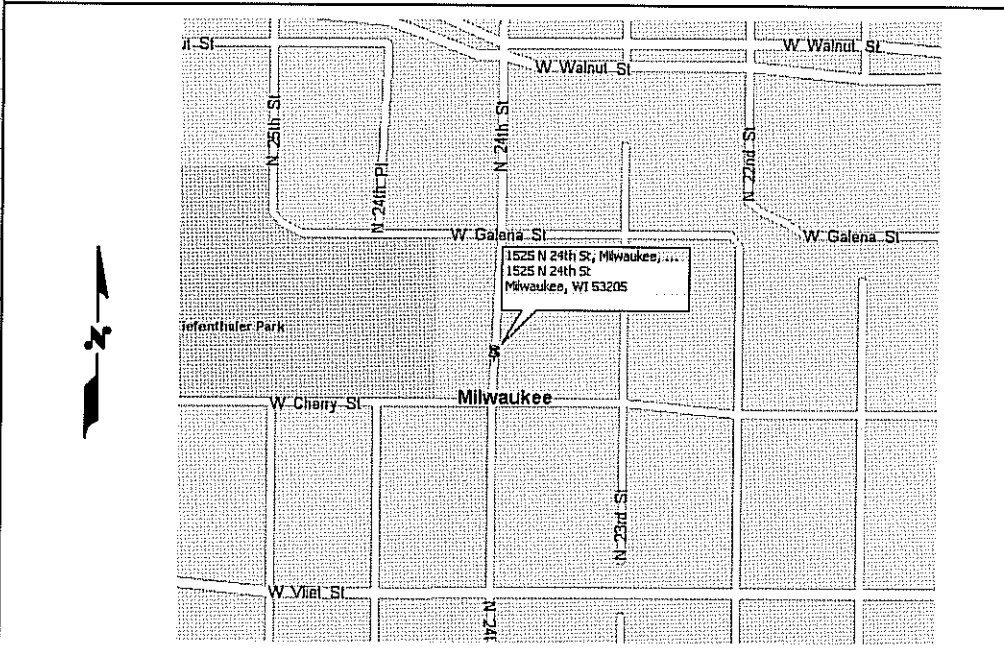 W Walnut St
W Walnut St
N 25th St
N 24th St
N 22nd St
N 24th Pl
W Galena St
W Galena St
1525 N 24th St, Milwaukee, ...
1525 N 24th St
Milwaukee, WI 53205
Park
N
Milwaukee
W Cherry St
N 23rd St
W Vliet St